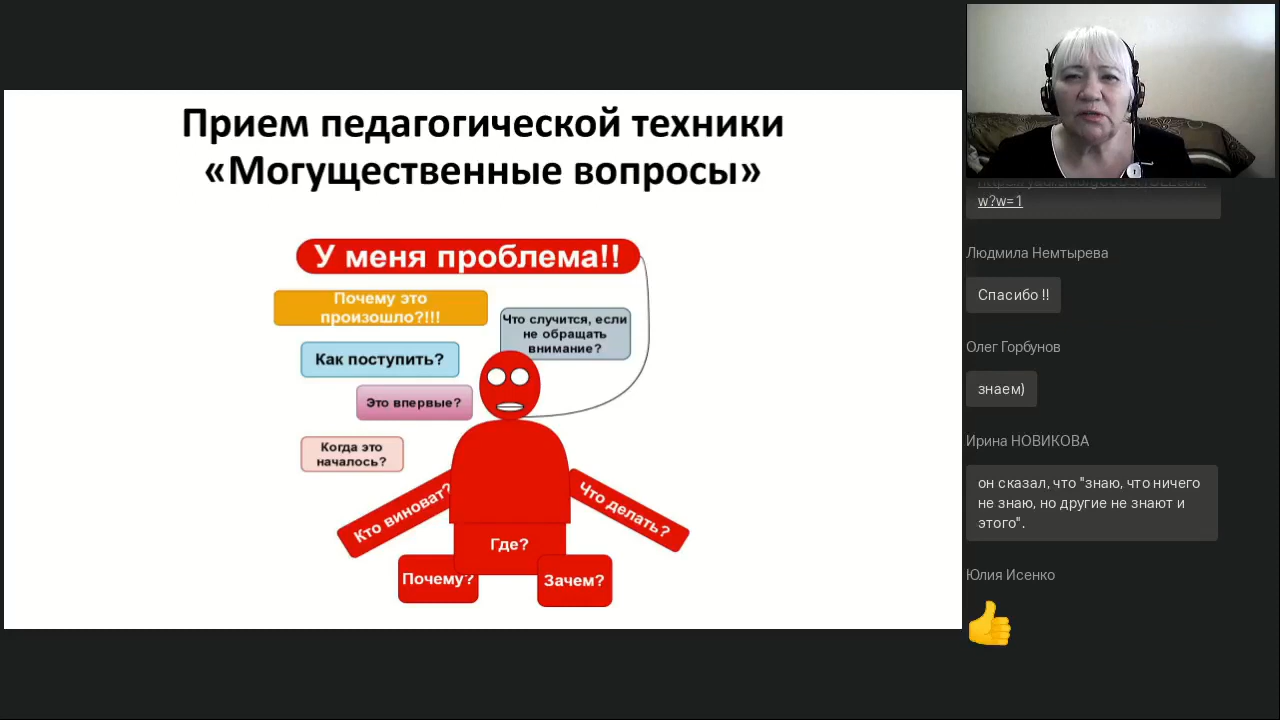 Прием педагогической техники
«Могущественные вопросы»
У меня проблема!!
Почему это
произошло?!!!
Что случится, если
не обращать
внимание?
Как поступить?
Это впервые?
Когда это
началось?
Кто виноват?
Что делать?
Где?
Почему?
Зачем?
w?w=1
Людмила Немтырева
Спасибо !!
Олег Горбунов
знаем)
Ирина НОВИКОВА
он сказал, что "знаю, что ничего
не знаю, но другие не знают и
этого".
Юлия Исенко